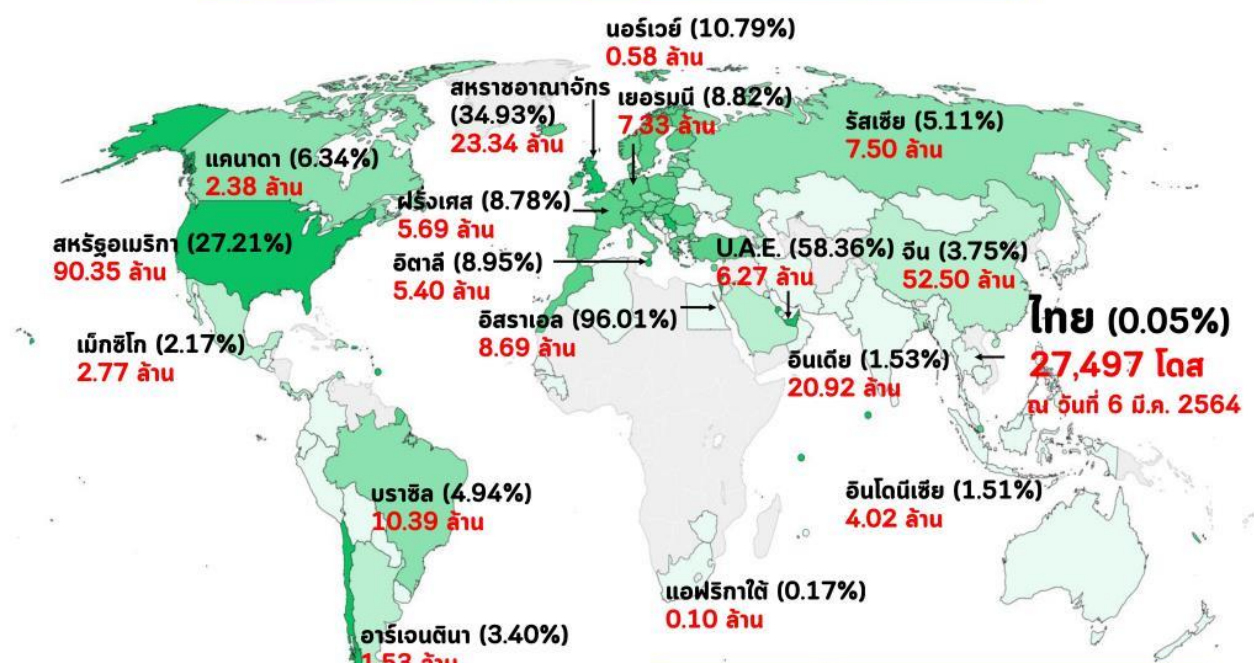 นอร์เวย์ (10.79%)
0.58 ล้าน
สหราชอาณาจักร
(34.93%)
23.34 ล้าน
เยอรมนี (8.82%)
7.33 ล้าน
รัสเซีย (5.11%)
7.50 ล้าน
แคนาดา (6.34%)
2.38 ล้าน
ฝรั่งเศส (8.78%)
5.69 ล้าน
สหรัฐอเมริกา (27.21%)
90.35 ล้าน
อิตาลี (8.95%)
5.40 ล้าน
U.A.E. (58.36%)
6.27 ล้าน
จีน (3.75%)
52.50 ล้าน
อิสราเอล (96.01%)
8.69 ล้าน
ไทย (0.05%)
27,497 โดส
ณ วันที่ 6 มี.ค. 2564
เม็กซิโก (2.17%)
2.77 ล้าน
อินเดีย (1.53%)
20.92 ล้าน
บราซิล (4.94%)
10.39 ล้าน
อินโดนีเซีย (1.51%)
4.02 ล้าน
แอฟริกาใต้ (0.17%)
0.10 ล้าน
อาร์เจนตินา (3.40%)
1.53 ล้าน